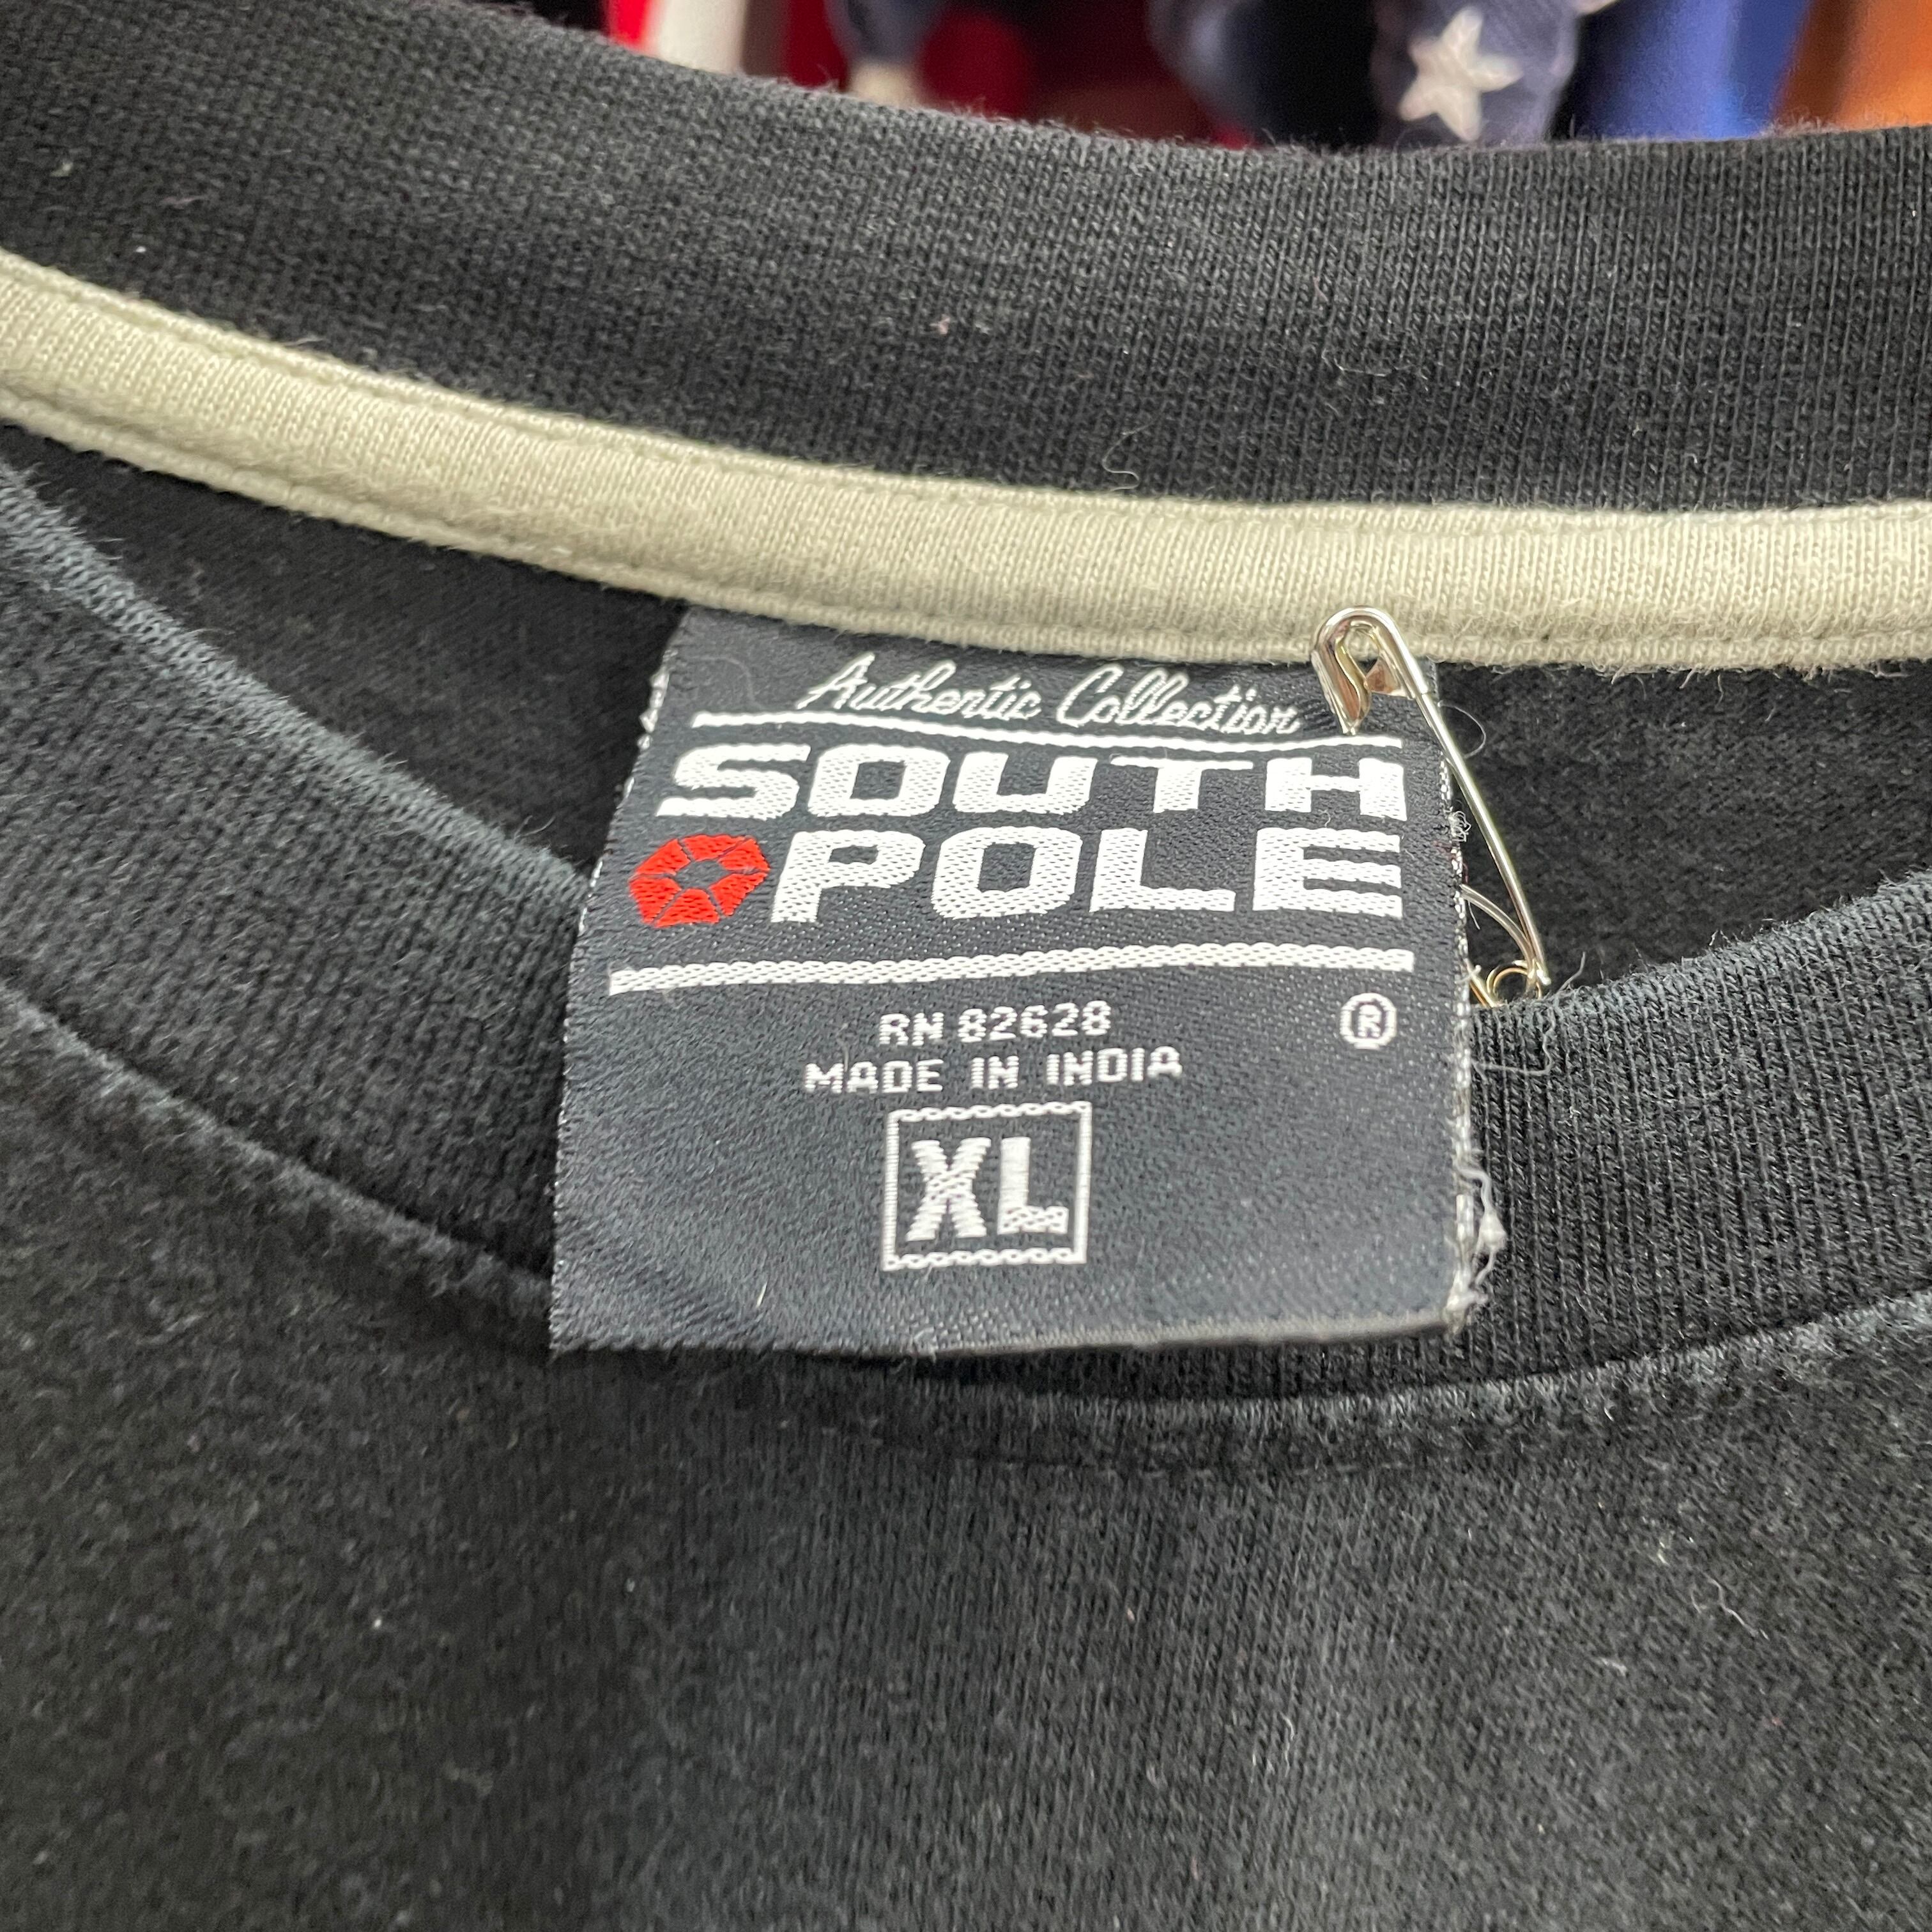 Authentic Collection
SOUTH
POLE
®
RN 82628
MADE IN INDIA
XL